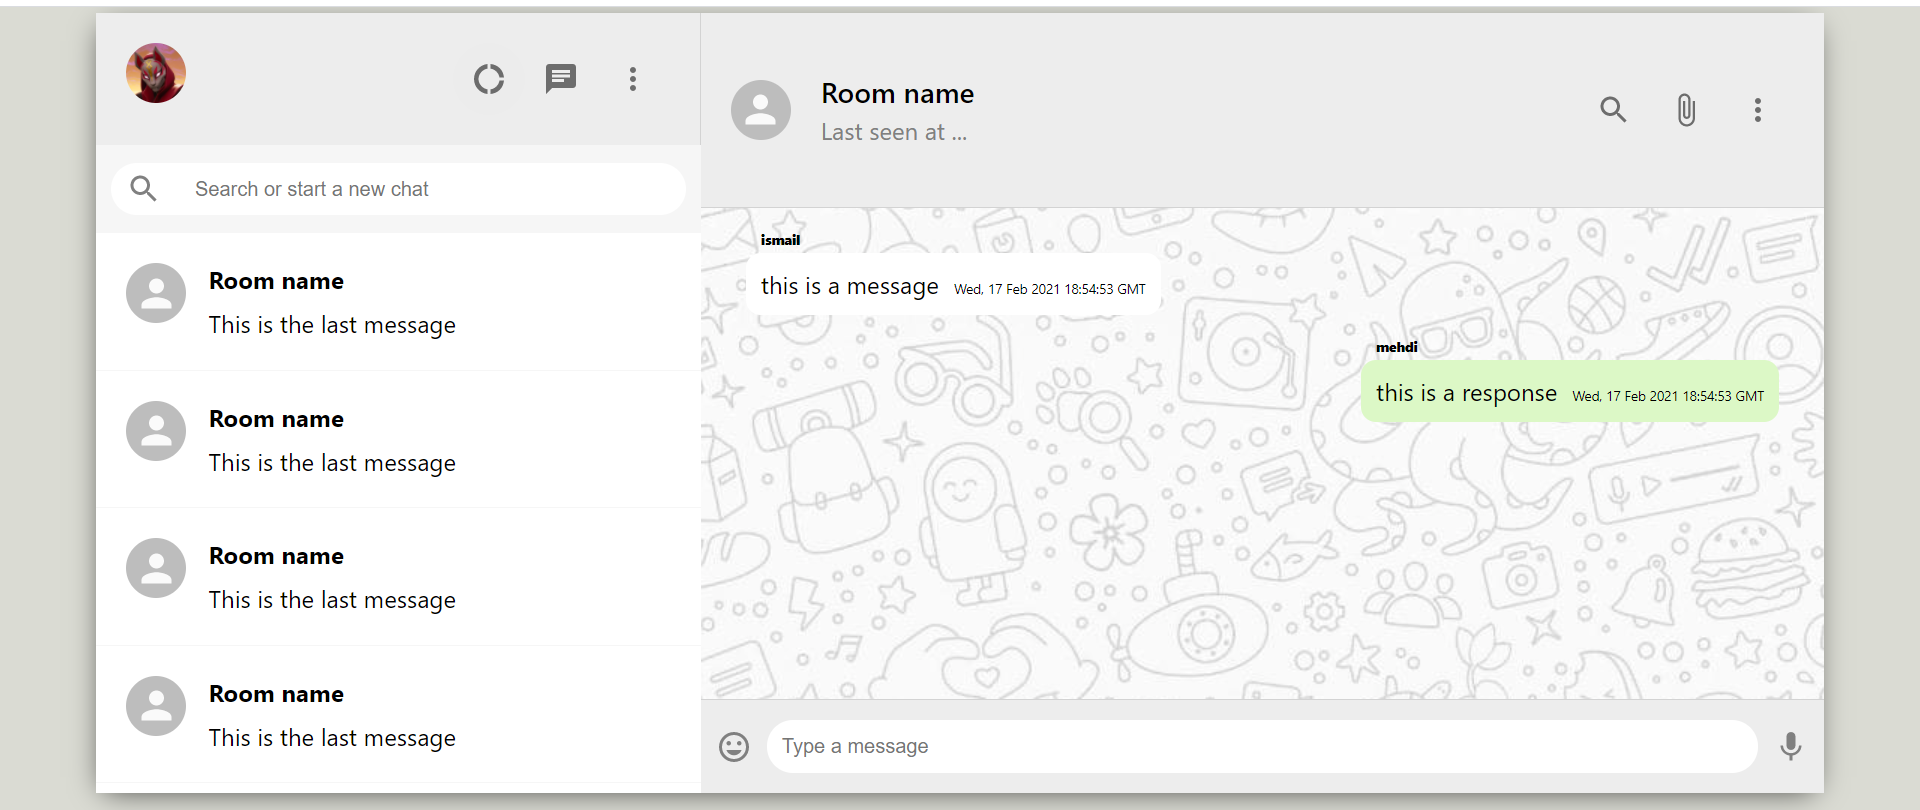 Search or start a new chat
Room name
This is the last message
Room name
This is the last message
Room name
This is the last message
Room name
This is the last message
Room name
Last seen at ...
ismail
this is a message Wed, 17 Feb 2021 18:54:53 GMT
mehdi
this is a response Wed, 17 Feb 2021 18:54:53 GMT
Type a message